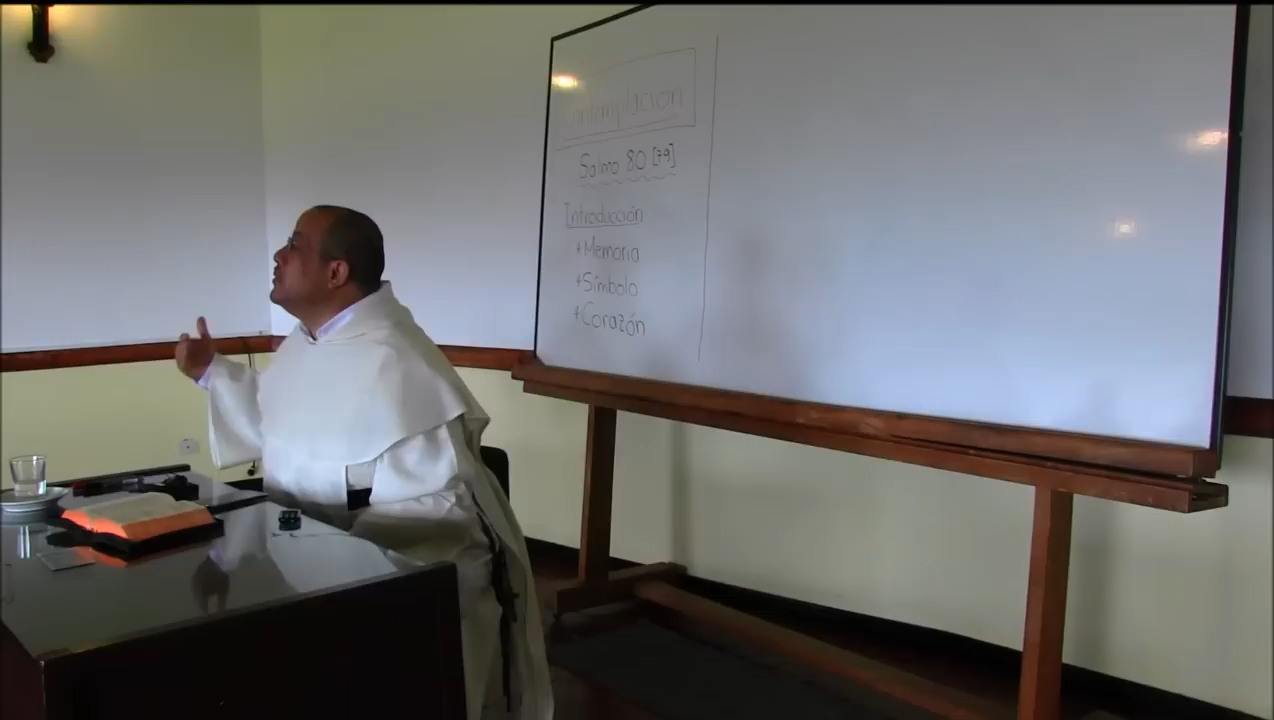 Contemplación
Salmo 80 [79]
Introducción
+Memoria
+Símbolo
+Corazón